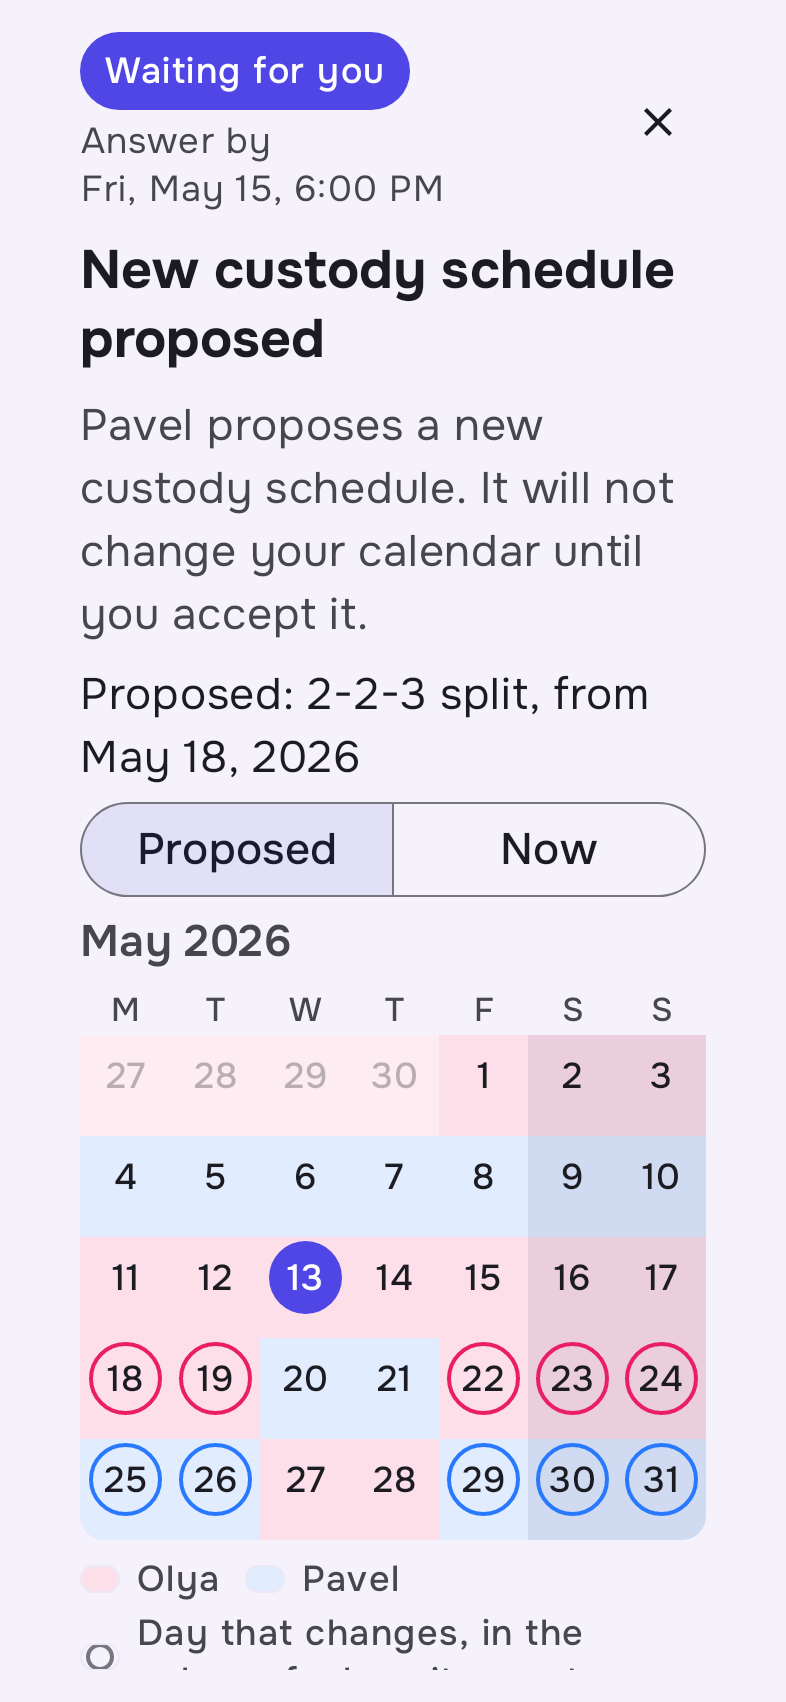 Waiting for you
Answer by
Fri, May 15, 6:00 PM
New custody schedule
proposed
Pavel proposes a new
custody schedule. It will not
change your calendar until
you accept it.
Proposed: 2-2-3 split, from
May 18, 2026
Proposed Now
May 2026
M T W T F S S
27 28 29 30 1 2 3
4 5 6 7 8 9 10
11 12 13 14 15 16 17
18 19 20 21 22 23 24
25 26 27 28 29 30 31
Olya Pavel
Day that changes, in the